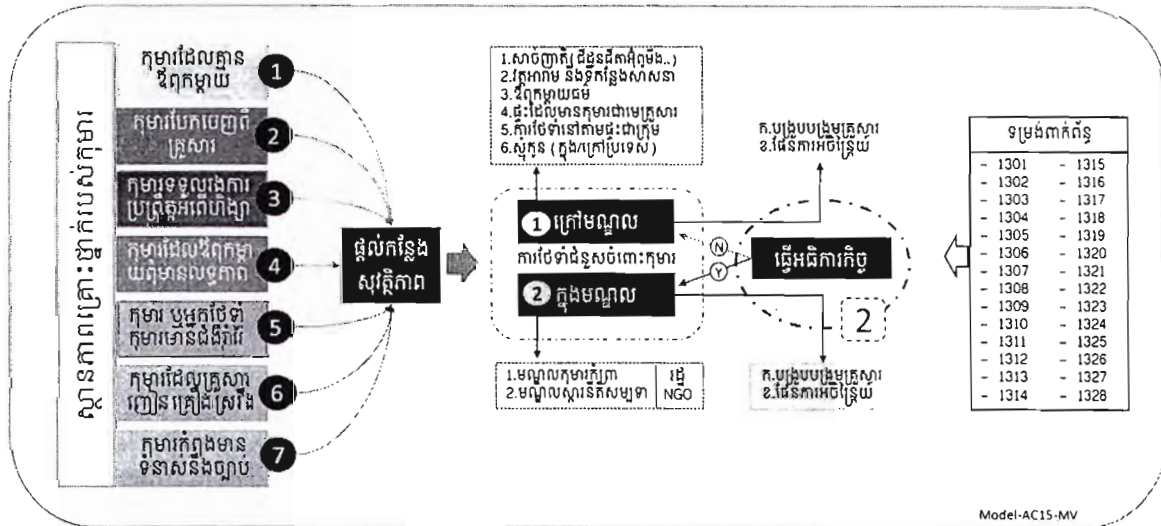 ស្ថានភាពគ្រោះថ្នាក់របស់កុមារ
កុមារដែលគ្មាន
ឪពុកម្តាយ
1
កុមារបែកចេញពី
គ្រួសារ
2
កុមារទទួលរងការ
ប្រព្រឹត្តអំពើហិង្សា
3
កុមារដែលឪពុកម្តា
យពុំមានលទ្ធភាព
4
កុមារ ឬអ្នកថែទាំ
កុមារមានជំងឺរ៉ាំរ៉ៃ
5
កុមារដែលគ្រួសារ
ញៀនគ្រឿងស្រវឹង
6
កុមារកំពុងមាន
ទំនាស់នឹងច្បាប់
7
ផ្តល់កន្លែង
សុវត្ថិភាព
1.សាច់ញាតិ(ជីដូនជីតាអ៊ំពូមីង..)
2.វត្តអារាម និងទីកន្លែងសាសនា
3.ឪពុកម្តាយធម៌
4.ផ្ទះដែលមានកុមារជាមេគ្រួសារ
5.ការថែទាំនៅតាមផ្ទះជាក្រុម
6.ស្មុំកូន (ក្នុង/ក្រៅប្រទេស)
1 ក្រៅមណ្ឌល
ការថែទាំជំនួសចំពោះកុមារ
2 ក្នុងមណ្ឌល
1.មណ្ឌលកុមារកំព្រា
2.មណ្ឌលស្តារនីតិសម្បទា
រដ្ឋ
NGO
ក.បង្រួបបង្រួមគ្រួសារ
ខ.ផែនការអចិន្ត្រៃយ៍
N
Y
ធ្វើអធិការកិច្ច
2
ក.បង្រួបបង្រួមគ្រួសារ
ខ.ផែនការអចិន្ត្រៃយ៍
ទម្រង់ពាក់ព័ន្ធ
- 1301 - 1315
- 1302 - 1316
- 1303 - 1317
- 1304 - 1318
- 1305 - 1319
- 1306 - 1320
- 1307 - 1321
- 1308 - 1322
- 1309 - 1323
- 1310 - 1324
- 1311 - 1325
- 1312 - 1326
- 1313 - 1327
- 1314 - 1328
Model-AC15-MV